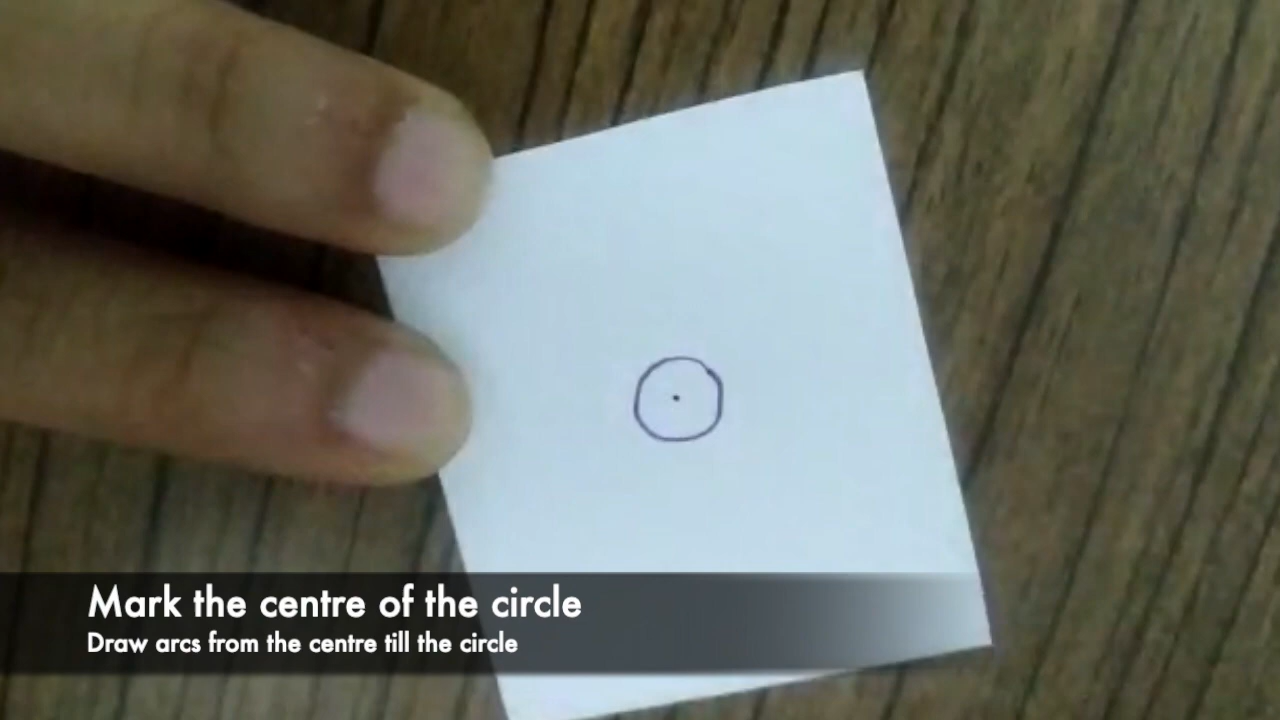 Mark the centre of the circle
Draw arcs from the centre till the circle